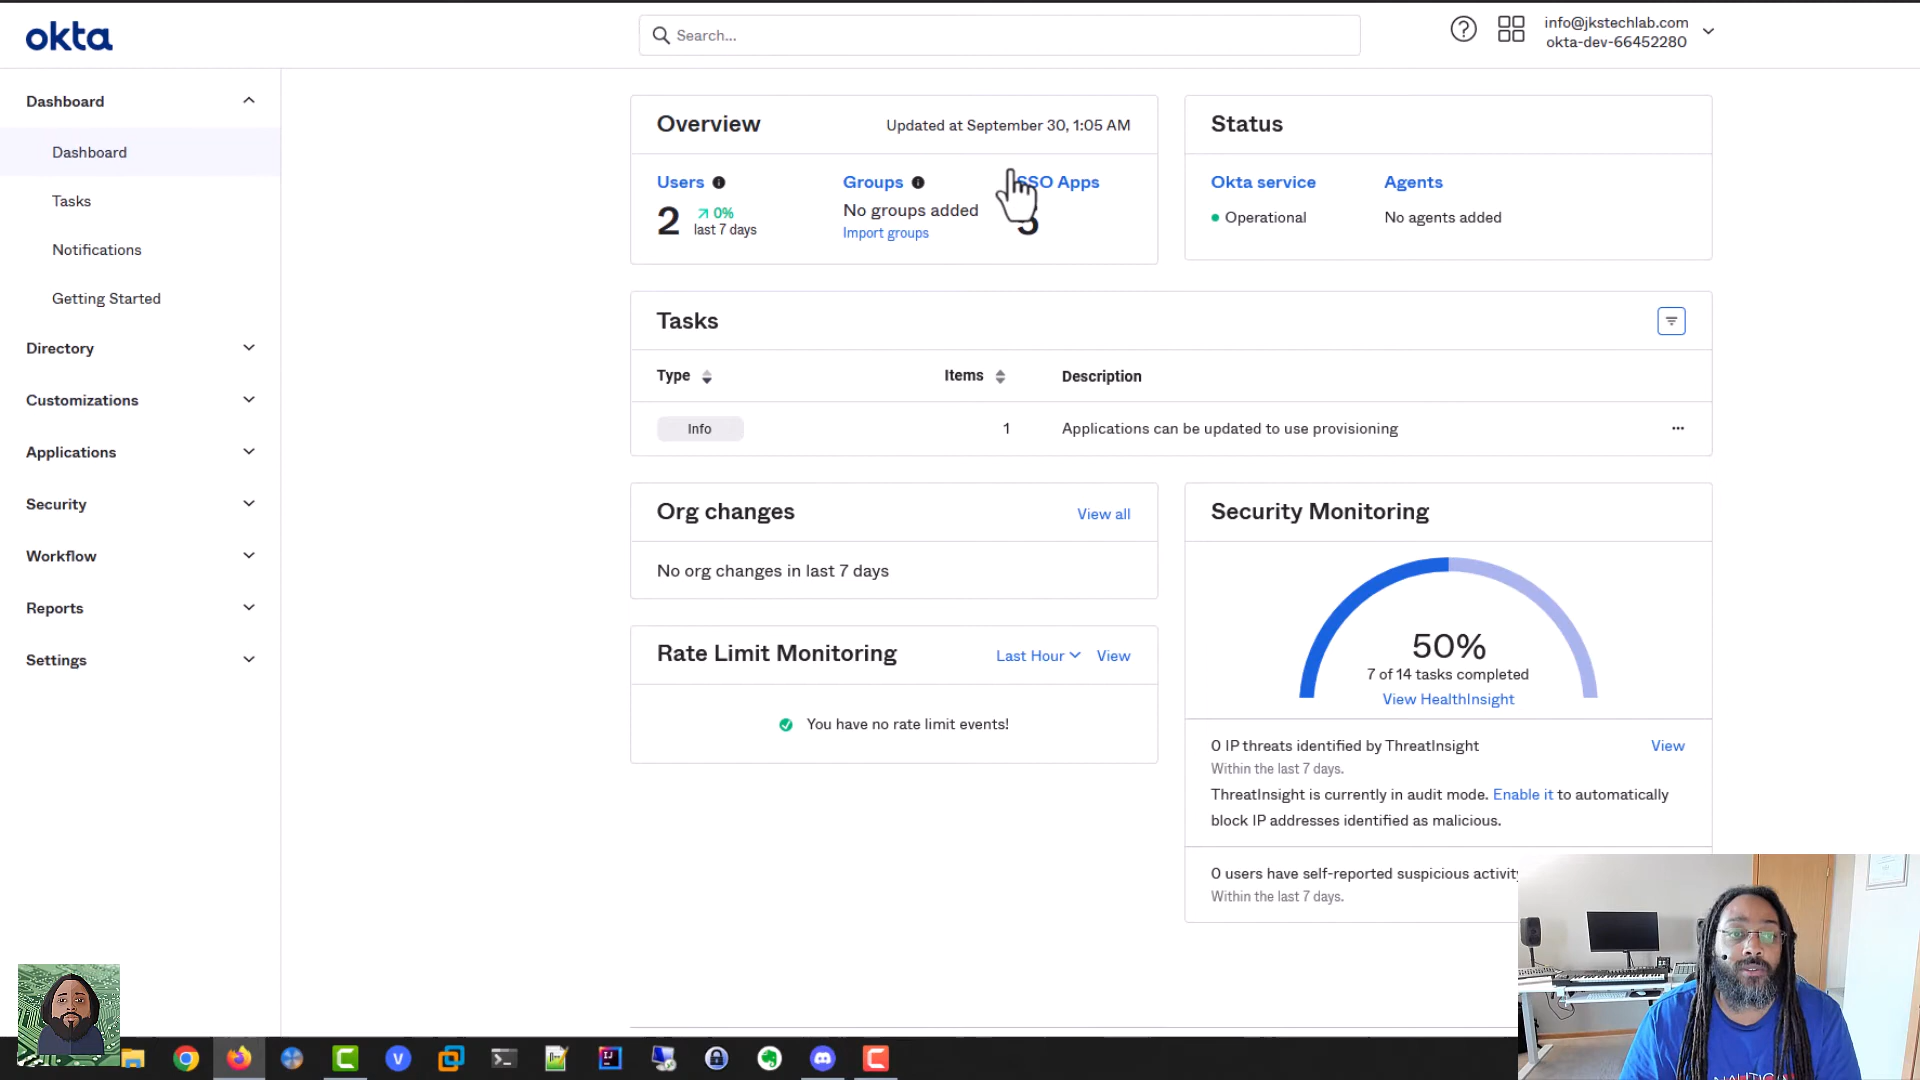 okta
Search...
info@jkstechlab.com
okta-dev-66452280
Dashboard
Dashboard
Tasks
Notifications
Getting Started
Directory
Customizations
Applications
Security
Workflow
Reports
Settings
Overview
Updated at September 30, 1:05 AM
Users
2
0%
last 7 days
Groups
No groups added
Import groups
SSO Apps
Status
Okta service
Operational
Agents
No agents added
Tasks
Type Items Description
Info 1 Applications can be updated to use provisioning
Org changes
View all
No org changes in last 7 days
Rate Limit Monitoring
Last Hour View
You have no rate limit events!
Security Monitoring
50%
7 of 14 tasks completed
View HealthInsight
0 IP threats identified by ThreatInsight
View
Within the last 7 days.
ThreatInsight is currently in audit mode. Enable it to automatically
block IP addresses identified as malicious.
0 users have self-reported suspicious activity
Within the last 7 days.